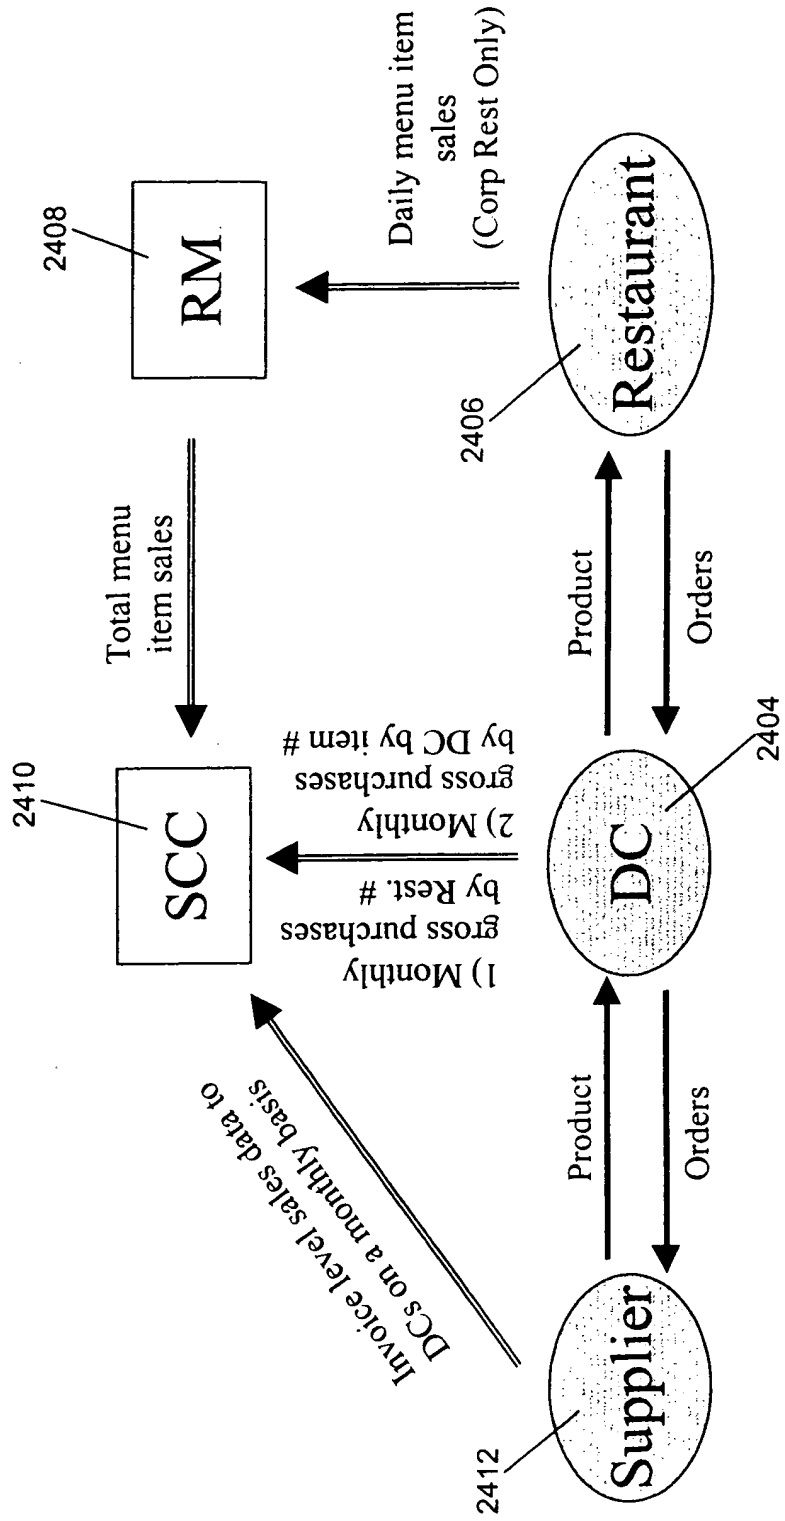 2410
SCC
Total menu
item sales
2408
RM
Invoice level sales data to
DCs on a monthly basis
1) Monthly
gross purchases
by Rest. #
2) Monthly
gross purchases
by DC by item #
Daily menu item
sales
(Corp Rest Only)
2412
Supplier
Product
Orders
DC
2404
Product
Orders
2406
Restaurant